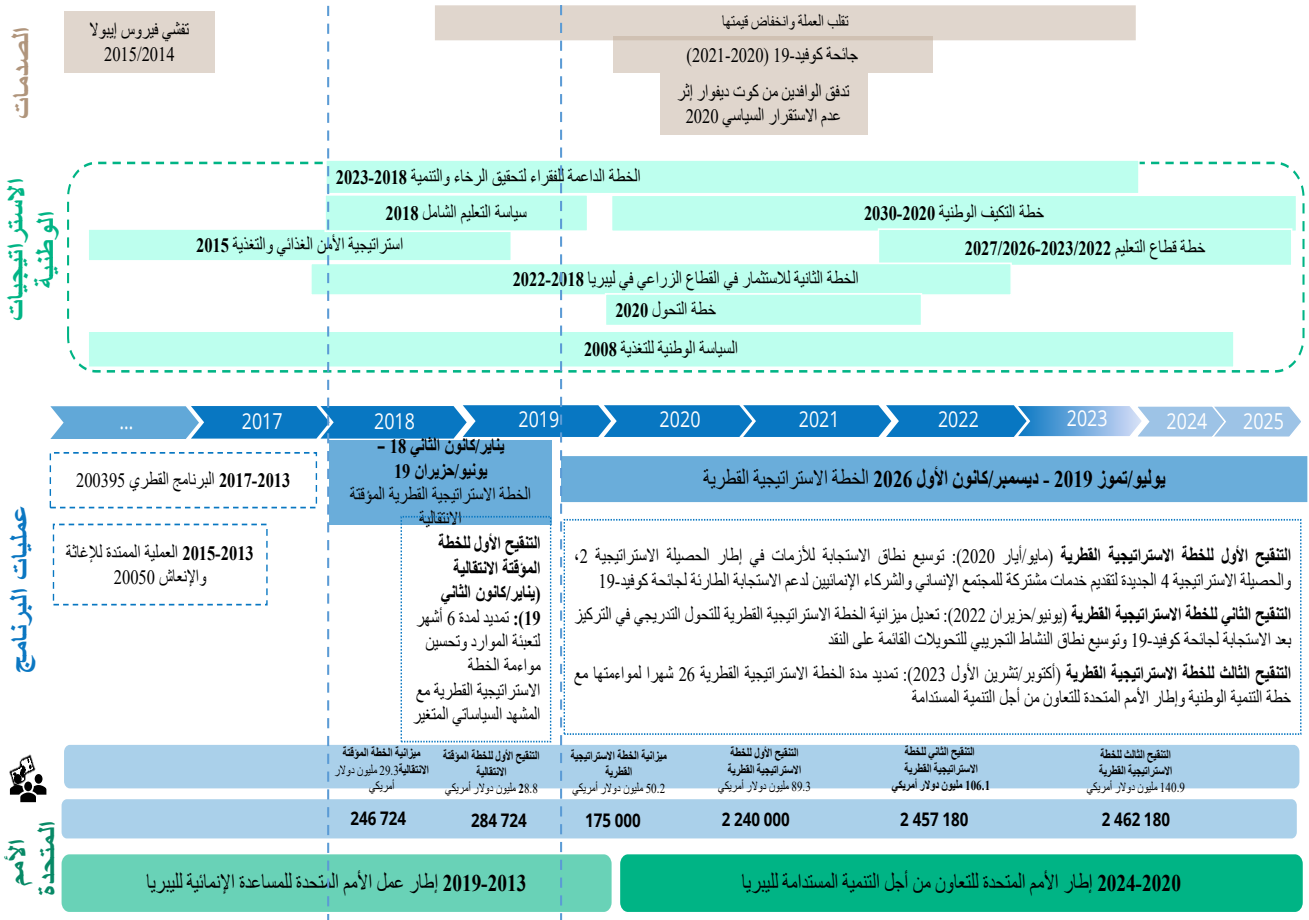 الصدمات
تفشي فيروس إيبولا
2015/2014
تقلب العملة وانخفاض قيمتها
جائحة كوفيد-19 (2020-2021)
تدفق الوافدين من كوت ديفوار إثر
عدم الاستقرار السياسي 2020
الاستراتيجيات
الوطنية
الخطة الداعمة للفقراء لتحقيق الرخاء والتنمية 2018-2023
سياسة التعليم الشامل 2018
خطة التكيف الوطنية 2020-2030
استراتيجية الأمن الغذائي والتغذية 2015
خطة قطاع التعليم 2023/2022-2027/2026
الخطة الثانية للاستثمار في القطاع الزراعي في ليبريا 2018-2022
خطة التحول 2020
السياسة الوطنية للتغذية 2008
... 2017 2018 2019 2020 2021 2022 2023 2024 2025
عمليات البرنامج
2013-2017 البرنامج القطري 200395
2013-2015 العملية الممتدة للإغاثة
والإنعاش 20050
يناير/كانون الثاني 18 –
يونيو/حزيران 19
الخطة الاستراتيجية القطرية المؤقتة
الانتقالية
التنقيح الأول للخطة
المؤقتة الانتقالية
(يناير/كانون الثاني
19): تمديد لمدة 6 أشهر
لتعبئة الموارد وتحسين
مواءمة الخطة
الاستراتيجية القطرية مع
المشهد السياساتي المتغير
يوليو/تموز 2019 - ديسمبر/كانون الأول 2026 الخطة الاستراتيجية القطرية
التنقيح الأول للخطة الاستراتيجية القطرية (مايو/أيار 2020): توسيع نطاق الاستجابة للأزمات في إطار الحصيلة الاستراتيجية 2،
والحصيلة الاستراتيجية 4 الجديدة لتقديم خدمات مشتركة للمجتمع الإنساني والشركاء الإنمائيين لدعم الاستجابة الطارئة لجائحة كوفيد-19
التنقيح الثاني للخطة الاستراتيجية القطرية (يونيو/حزيران 2022): تعديل ميزانية الخطة الاستراتيجية القطرية للتحول التدريجي في التركيز
بعد الاستجابة لجائحة كوفيد-19 وتوسيع نطاق النشاط التجريبي للتحويلات القائمة على النقد
التنقيح الثالث للخطة الاستراتيجية القطرية (أكتوبر/تشرين الأول 2023): تمديد مدة الخطة الاستراتيجية القطرية 26 شهرا لمواءمتها مع
خطة التنمية الوطنية وإطار الأمم المتحدة للتعاون من أجل التنمية المستدامة
ميزانية الخطة المؤقتة
الانتقالية 29.3 مليون دولار
أمريكي
التنقيح الأول للخطة المؤقتة
الانتقالية
28.8 مليون دولار أمريكي
ميزانية الخطة الاستراتيجية
القطرية
50.2 مليون دولار أمريكي
التنقيح الأول للخطة
الاستراتيجية القطرية
89.3 مليون دولار أمريكي
التنقيح الثاني للخطة
الاستراتيجية القطرية
106.1 مليون دولار أمريكي
التنقيح الثالث للخطة
الاستراتيجية القطرية
140.9 مليون دولار أمريكي
246 724
284 724
175 000
2 240 000
2 457 180
2 462 180
الأمم
المتحدة
2013-2019 إطار عمل الأمم المتحدة للمساعدة الإنمائية لليبريا
2020-2024 إطار الأمم المتحدة للتعاون من أجل التنمية المستدامة لليبريا